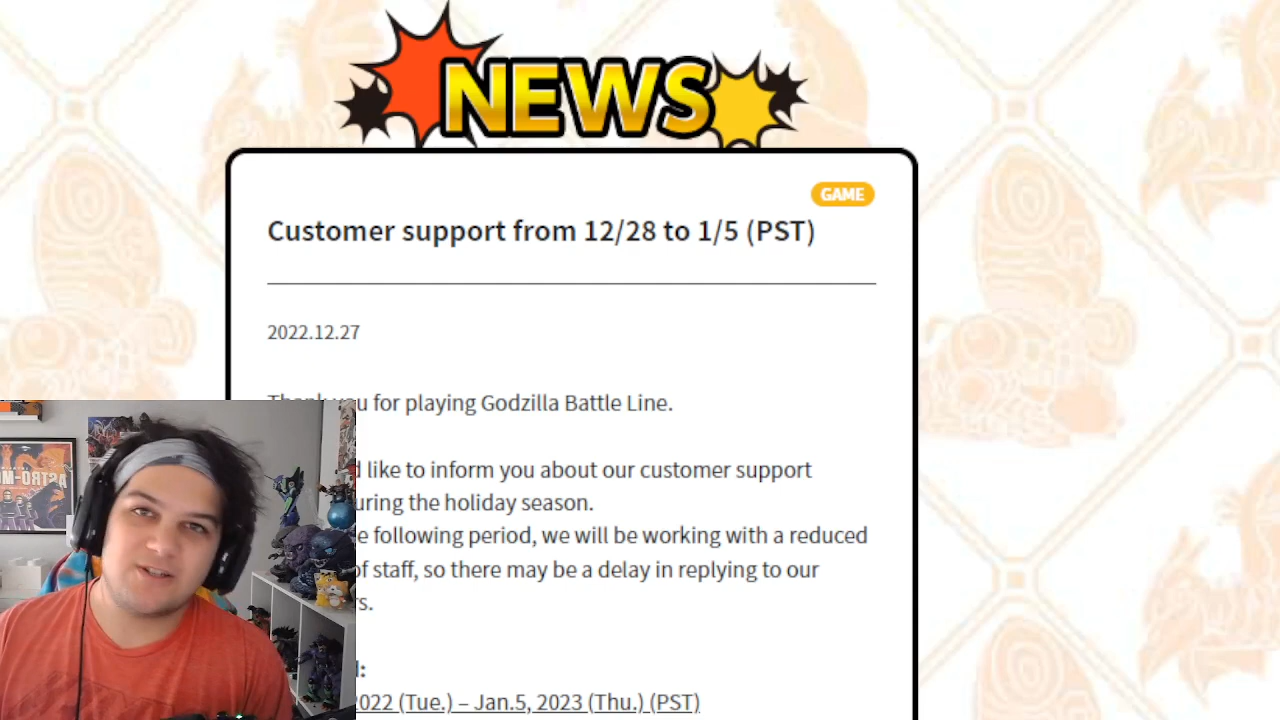 NEWS
GAME
Customer support from 12/28 to 1/5 (PST)
2022.12.27
for playing Godzilla Battle Line.
like to inform you about our customer support
the holiday season.
following period, we will be working with a reduced
of staff, so there may be a delay in replying to our
2022 (Tue.) – Jan.5, 2023 (Thu.) (PST)